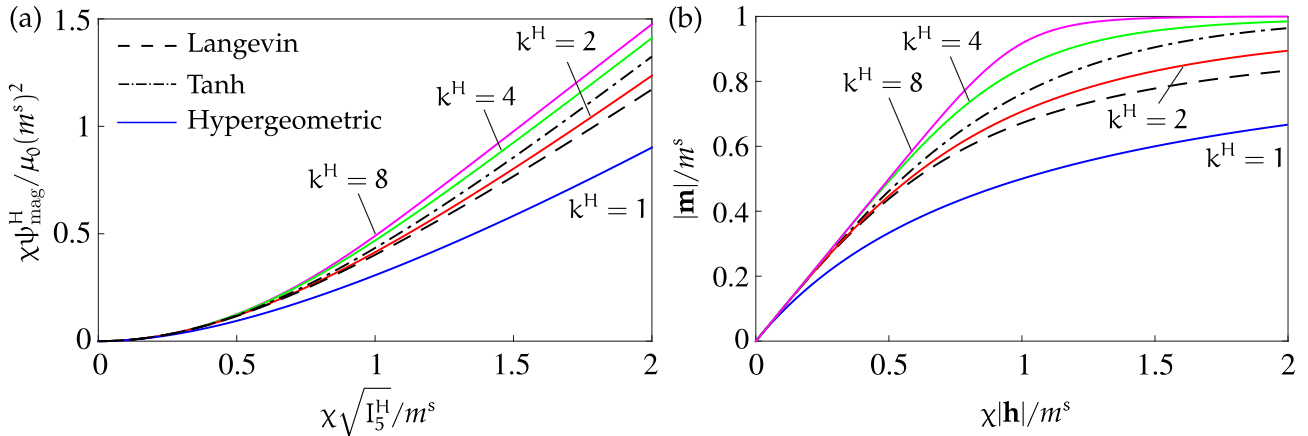 (a)
1.5
1
0.5
0
Langevin
Tanh
Hypergeometric
k^H = 2
k^H = 4
k^H = 8
k^H = 1
0 0.5 1 1.5 2
χ√I₅^H/m^s
χψ^H_mag/μ₀(m^s)²
(b)
1
0.8
0.6
0.4
0.2
0
k^H = 4
k^H = 8
k^H = 2
k^H = 1
0 0.5 1 1.5 2
χ|h|/m^s
|m|/m^s